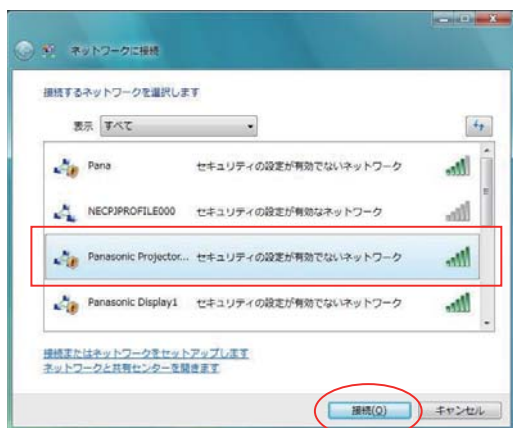 ネットワークに接続
接続するネットワークを選択します
表示 すべて
Pana セキュリティの設定が有効でないネットワーク
NECPJPROFILE000 セキュリティの設定が有効なネットワーク
Panasonic Projector... セキュリティの設定が有効でないネットワーク
Panasonic Display1 セキュリティの設定が有効でないネットワーク
接続またはネットワークをセットアップします
ネットワークと共有センターを開きます
接続(O) キャンセル